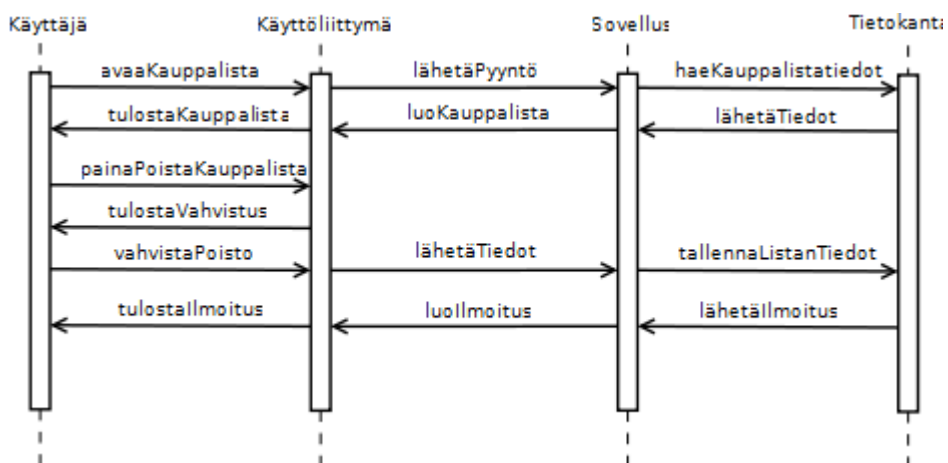 Käyttäjä
Käyttöliittymä
Sovellus
Tietokanta
avaaKauppalista
lähetäPyyntö
haeKauppalistatiedot
tulostaKauppalista
luoKauppalista
lähetäTiedot
painaPoistaKauppalista
tulostaVahvistus
vahvistaPoisto
lähetäTiedot
tallennaListanTiedot
tulostaIlmoitus
luoIlmoitus
lähetäIlmoitus